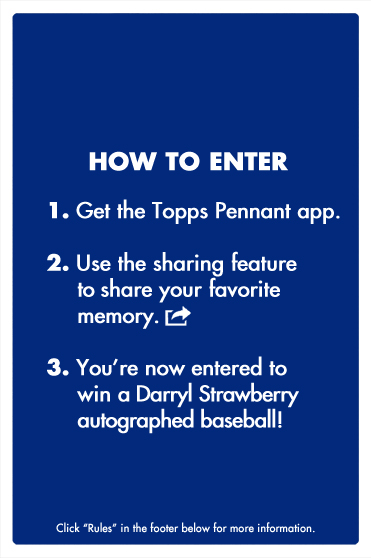 HOW TO ENTER
1. Get the Topps Pennant app.
2. Use the sharing feature
to share your favorite
memory.
3. You’re now entered to
win a Darryl Strawberry
autographed baseball!
Click “Rules” in the footer below for more information.